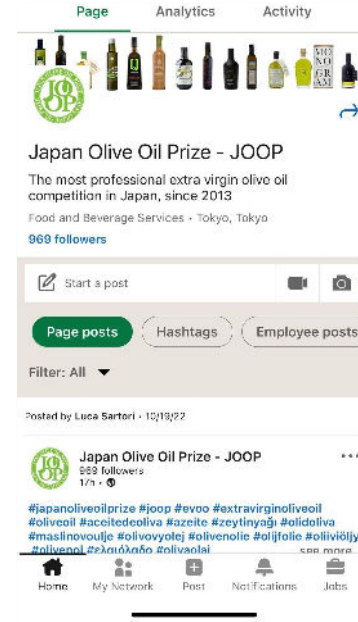 Page Analytics Activity
MONOGRAM
JOOP
Japan Olive Oil Prize - JOOP
The most professional extra virgin olive oil
competition in Japan, since 2013
Food and Beverage Services • Tokyo, Tokyo
969 followers
Start a post
Page posts Hashtags Employee posts
Filter: All
Posted by Luca Sartori • 10/19/22
JOOP
Japan Olive Oil Prize - JOOP
969 followers
17h •
#japanoliveoilprize #joop #evoo #extravirginoliveoil
#oliveoil #aceitedeoliva #azeite #zeytinyağı #olidoliva
#maslinovoulje #olivovyolej #olivenolie #olijfolie #oliiviöljy
#olivenol #ελαιόλαδο #olivaolaj see more
Home My Network Post Notifications Jobs